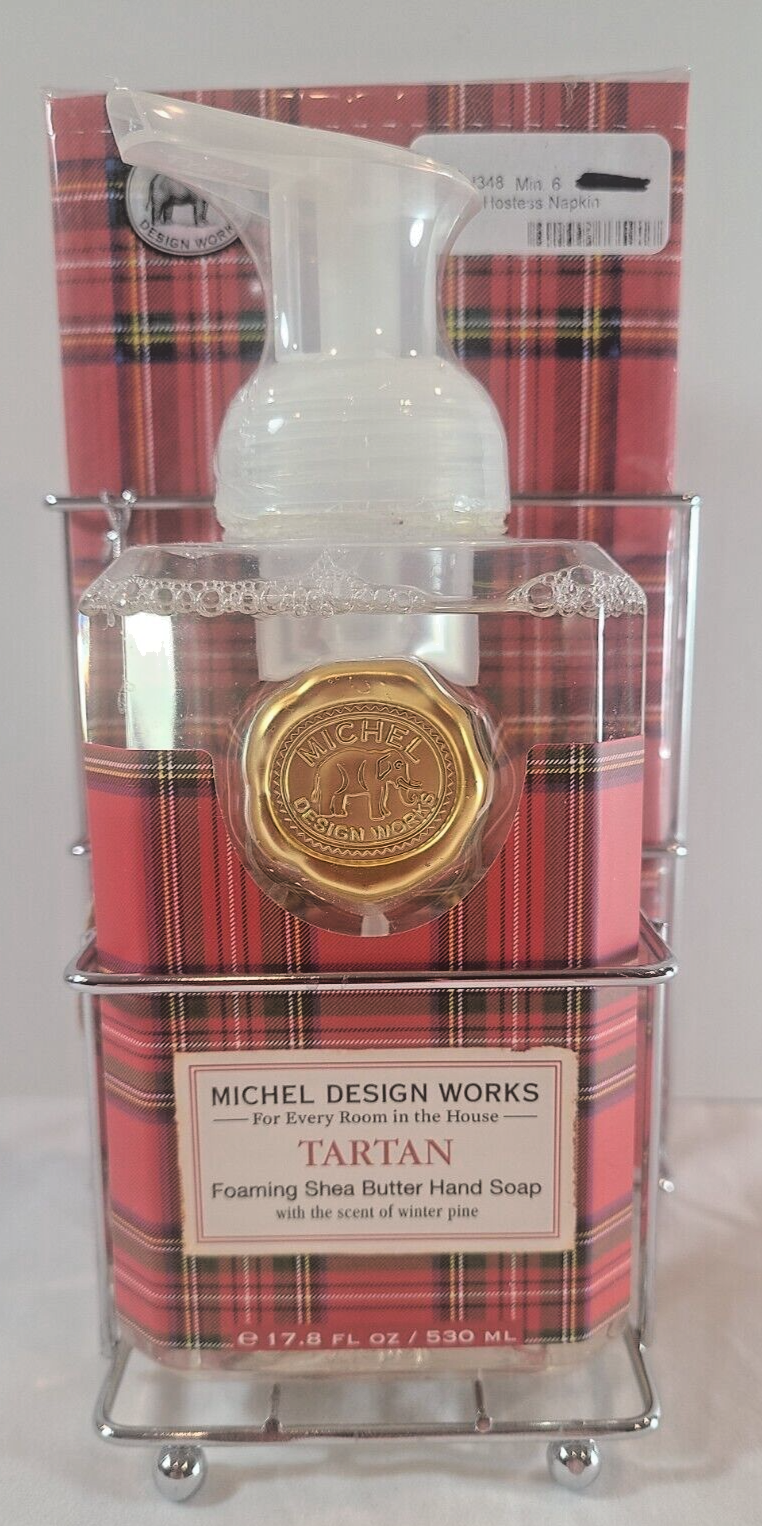 DESIGN WORK
348 Min. 6
Hostess Napkin
MICHEL
DESIGN WORKS
MICHEL DESIGN WORKS
For Every Room in the House
TARTAN
Foaming Shea Butter Hand Soap
with the scent of winter pine
℮ 17.8 FL OZ / 530 ML